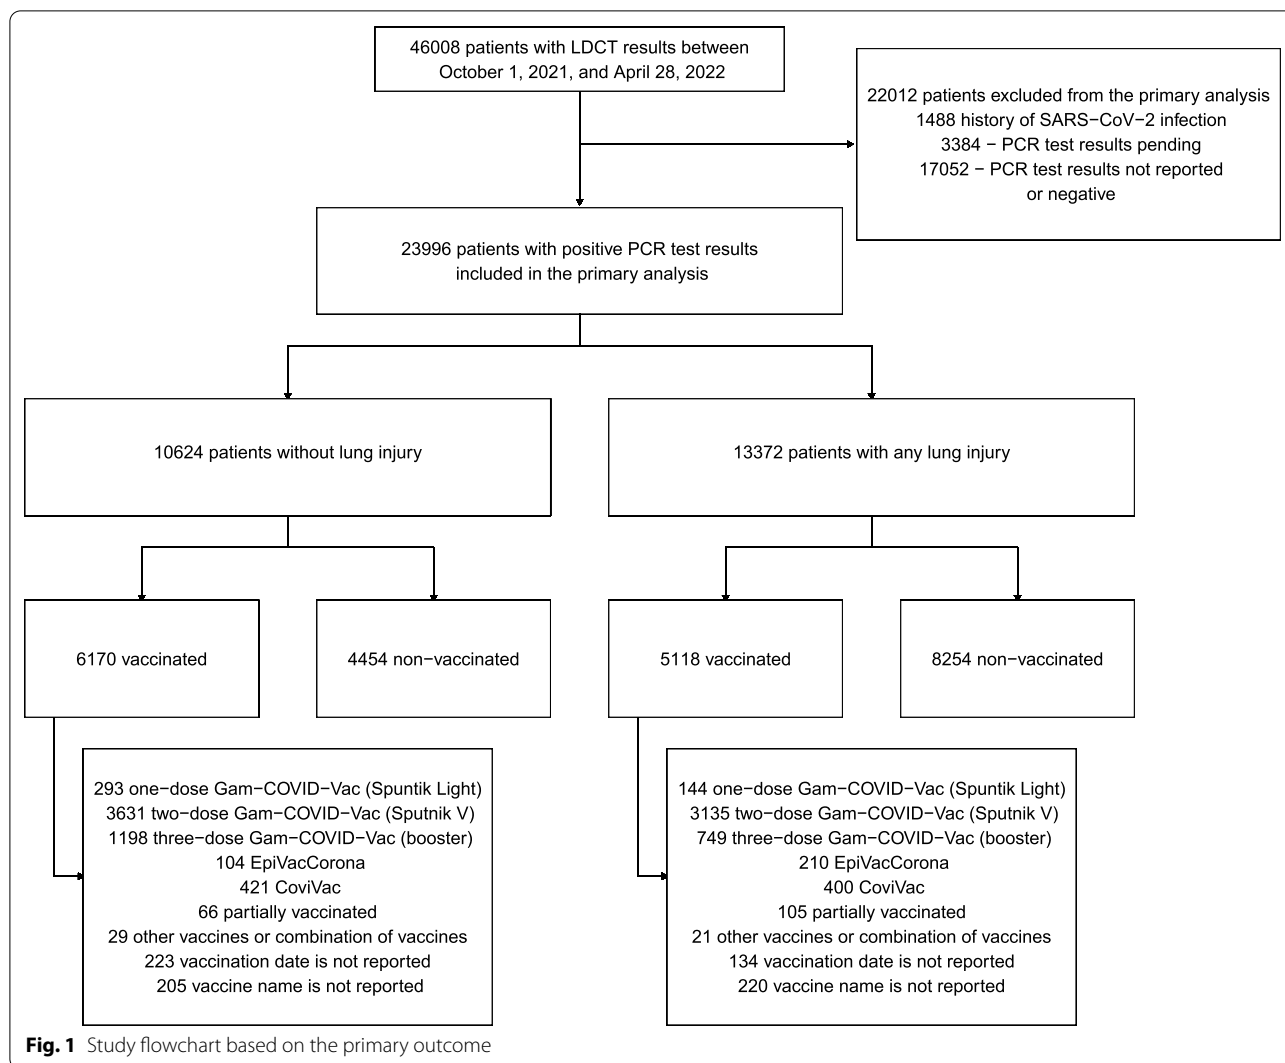 46008 patients with LDCT results between
October 1, 2021, and April 28, 2022
22012 patients excluded from the primary analysis
1488 history of SARS−CoV−2 infection
3384 − PCR test results pending
17052 − PCR test results not reported
or negative
23996 patients with positive PCR test results
included in the primary analysis
10624 patients without lung injury
13372 patients with any lung injury
6170 vaccinated
4454 non−vaccinated
5118 vaccinated
8254 non−vaccinated
293 one−dose Gam−COVID−Vac (Spuntik Light)
3631 two−dose Gam−COVID−Vac (Sputnik V)
1198 three−dose Gam−COVID−Vac (booster)
104 EpiVacCorona
421 CoviVac
66 partially vaccinated
29 other vaccines or combination of vaccines
223 vaccination date is not reported
205 vaccine name is not reported
144 one−dose Gam−COVID−Vac (Spuntik Light)
3135 two−dose Gam−COVID−Vac (Sputnik V)
749 three−dose Gam−COVID−Vac (booster)
210 EpiVacCorona
400 CoviVac
105 partially vaccinated
21 other vaccines or combination of vaccines
134 vaccination date is not reported
220 vaccine name is not reported
Fig. 1 Study flowchart based on the primary outcome